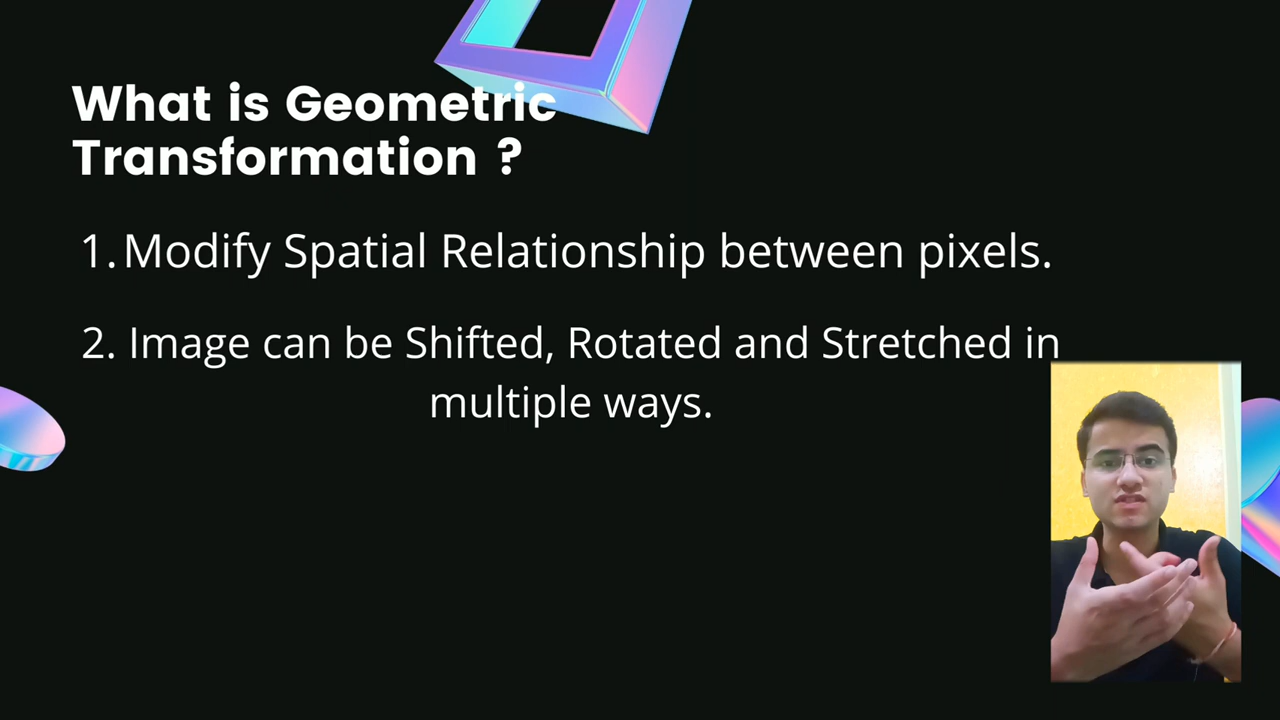 What is Geometric
Transformation ?
1. Modify Spatial Relationship between pixels.
2. Image can be Shifted, Rotated and Stretched in
multiple ways.